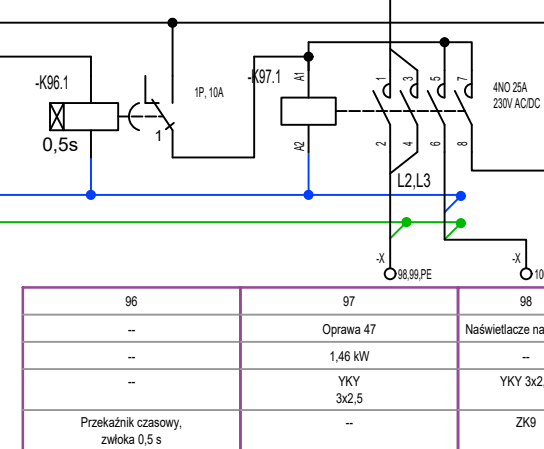 -K96.1
1P, 10A
-K97.1
A1
1
3
5
7
4NO 25A
230V AC/DC
0,5s
1
A2
2
4
6
8
L2,L3
-X
98,99,PE
-X
10
96
97
98
--
Oprawa 47
Naświetlacze na
--
1,46 kW
--
--
YKY
3x2,5
YKY 3x2,
Przekaźnik czasowy,
zwłoka 0,5 s
--
ZK9